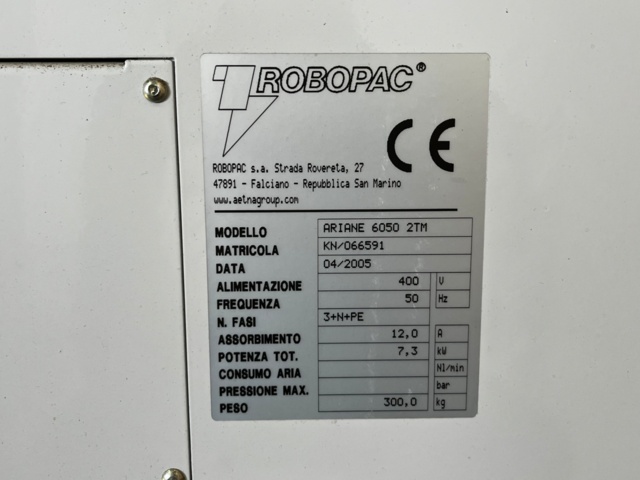 ROBOPAC®
CE
ROBOPAC s.a. Strada Rovereta, 27
47891 - Falciano - Repubblica San Marino
www.aetnagroup.com
MODELLO ARIANE 6050 2TM
MATRICOLA KN/066591
DATA 04/2005
ALIMENTAZIONE 400 V
FREQUENZA 50 Hz
N. FASI 3+N+PE
ASSORBIMENTO 12,0 A
POTENZA TOT. 7,3 kW
CONSUMO ARIA Nl/min
PRESSIONE MAX. bar
PESO 300,0 kg